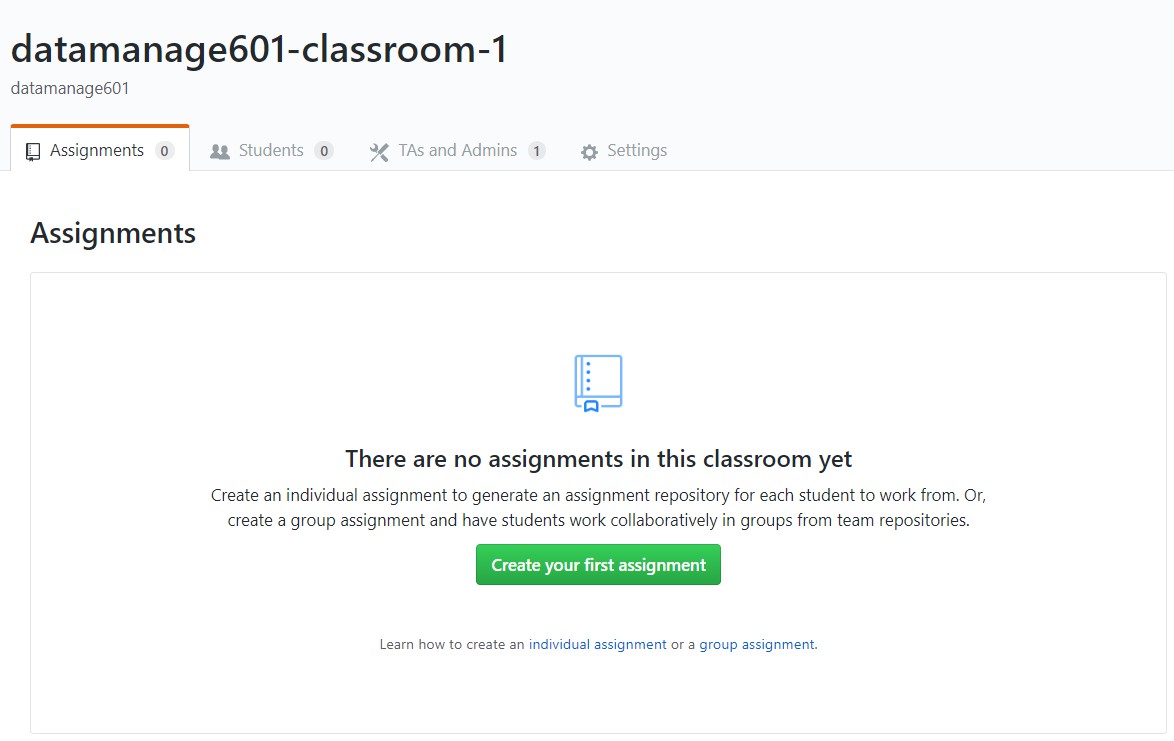 datamanage601-classroom-1
datamanage601
Assignments 0 Students 0 TAs and Admins 1 Settings
Assignments
There are no assignments in this classroom yet
Create an individual assignment to generate an assignment repository for each student to work from. Or,
create a group assignment and have students work collaboratively in groups from team repositories.
Create your first assignment
Learn how to create an individual assignment or a group assignment.